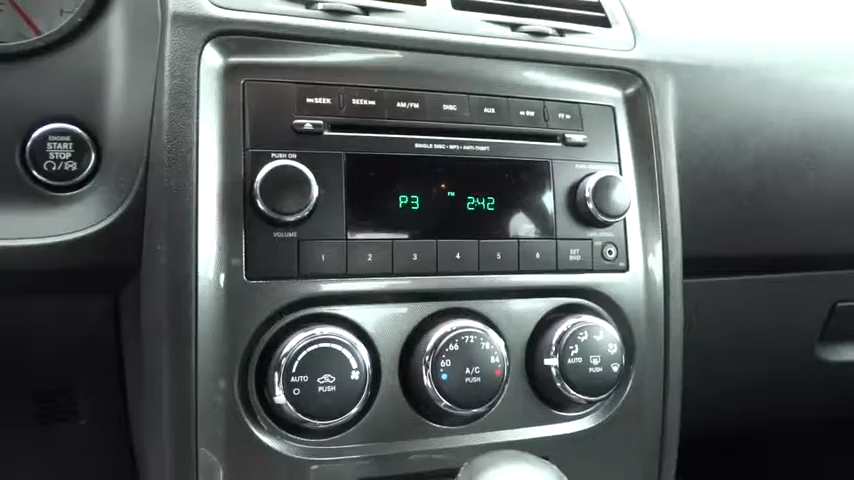 SEEK SEEK AM/FM DISC AUX RW FF
SINGLE DISC • MP3 • ANTI-THEFT
PUSH ON
VOLUME
P3 FM 2:42
1 2 3 4 5 6 SET RND
ENGINE
START
STOP
AUTO
PUSH
60 66 72 78 84
A/C
PUSH
AUTO
PUSH